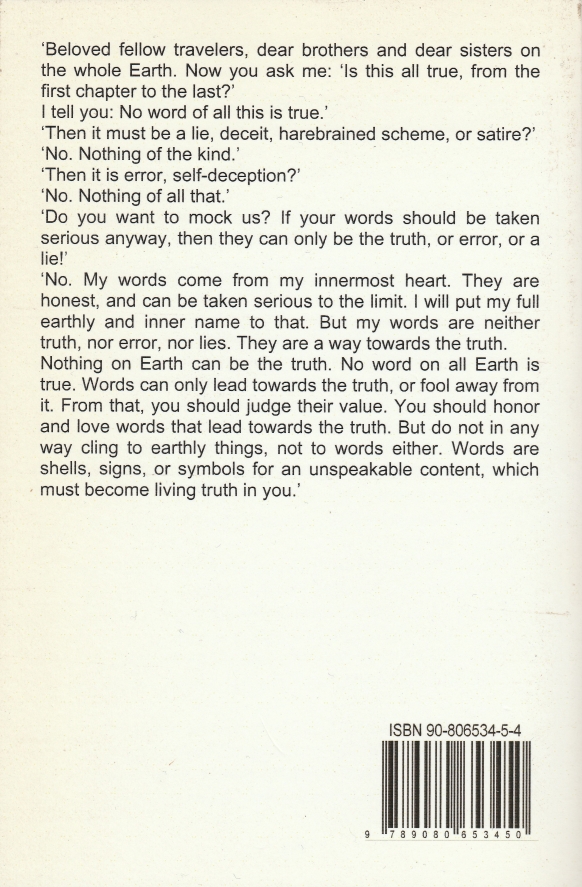 ‘Beloved fellow travelers, dear brothers and dear sisters on
the whole Earth. Now you ask me: ‘Is this all true, from the
first chapter to the last?’
I tell you: No word of all this is true.’
‘Then it must be a lie, deceit, harebrained scheme, or satire?’
‘No. Nothing of the kind.’
‘Then it is error, self-deception?’
‘No. Nothing of all that.’
‘Do you want to mock us? If your words should be taken
serious anyway, then they can only be the truth, or error, or a
lie!’
‘No. My words come from my innermost heart. They are
honest, and can be taken serious to the limit. I will put my full
earthly and inner name to that. But my words are neither
truth, nor error, nor lies. They are a way towards the truth.
Nothing on Earth can be the truth. No word on all Earth is
true. Words can only lead towards the truth, or fool away from
it. From that, you should judge their value. You should honor
and love words that lead towards the truth. But do not in any
way cling to earthly things, not to words either. Words are
shells, signs, or symbols for an unspeakable content, which
must become living truth in you.’
ISBN 90-806534-5-4
9 789080 653450